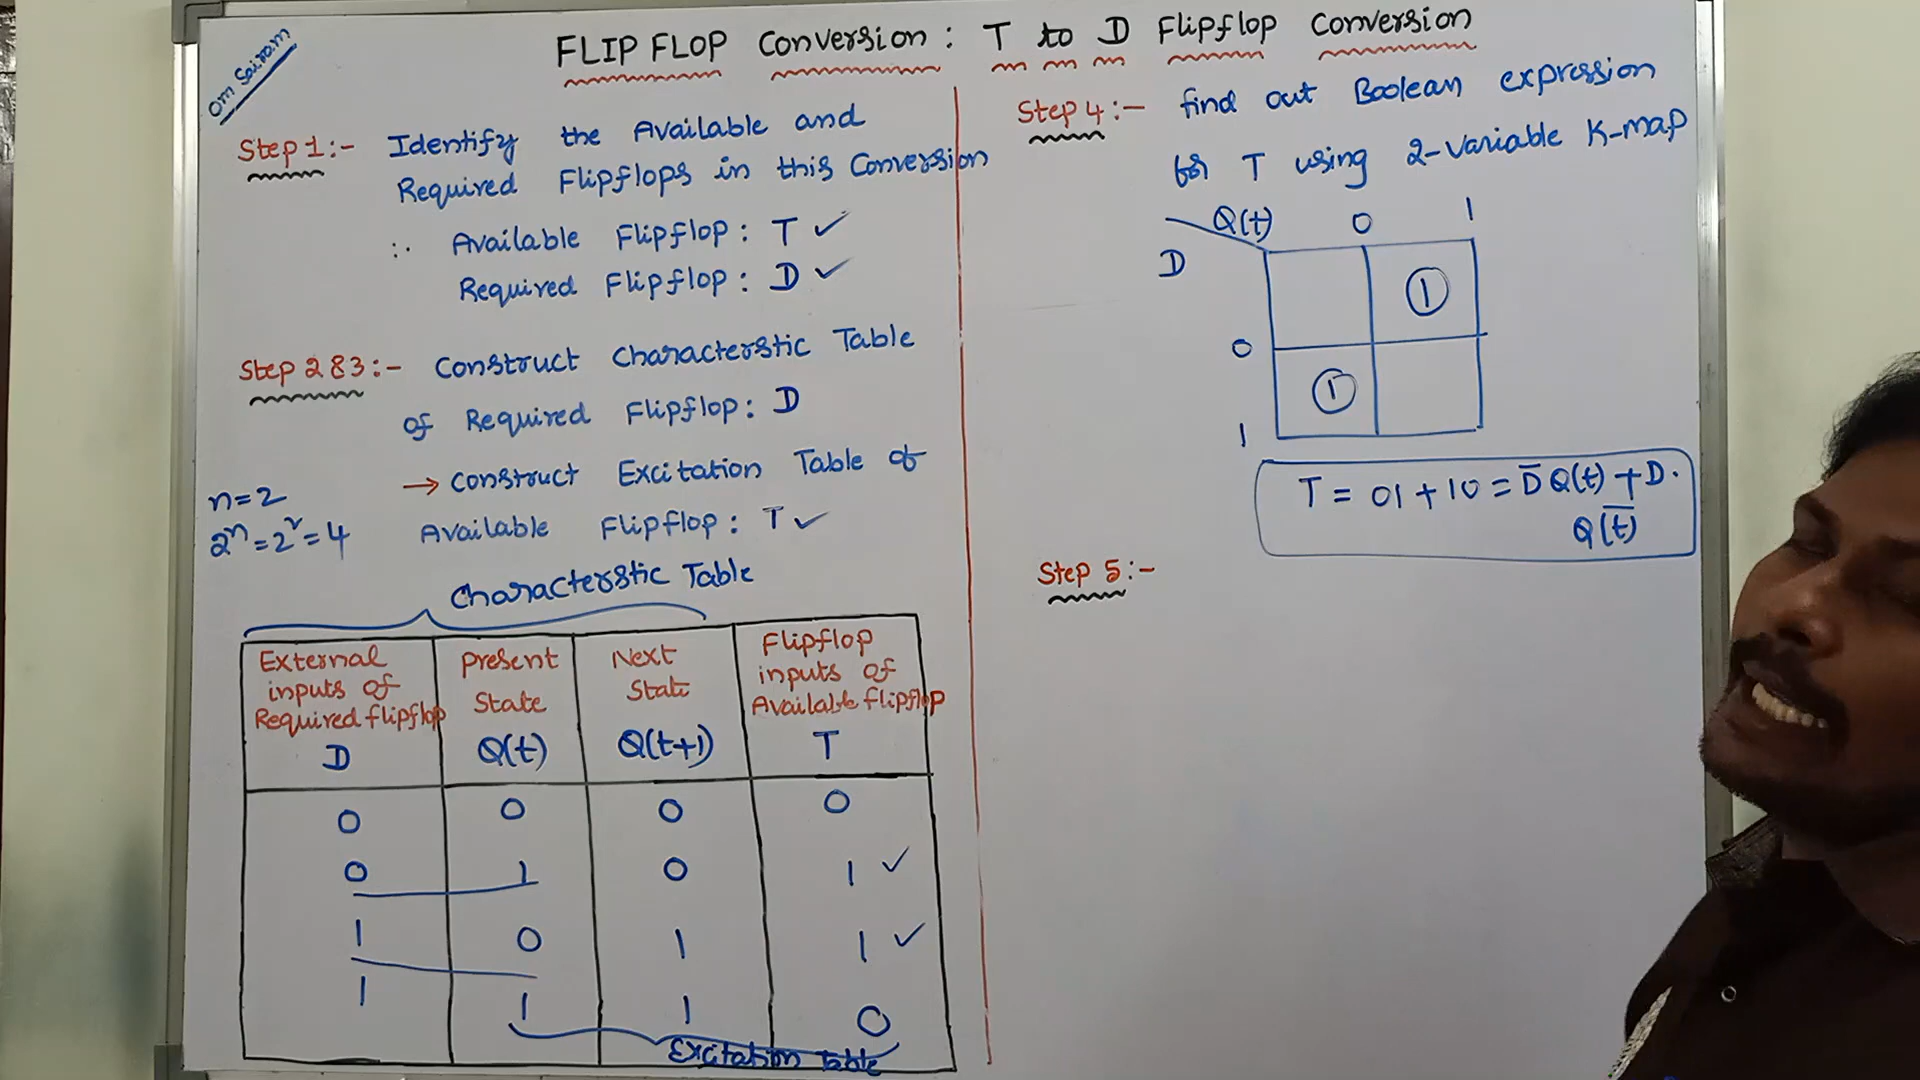 Om Sairam
FLIP FLOP Conversion : T to D Flipflop Conversion
Step 1:- Identify the Available and
Required Flipflops in this Conversion
∴ Available Flipflop : T ✓
Required Flipflop : D ✓
Step 2 & 3:- Construct Characterstic Table
of Required Flipflop : D
→ Construct Excitation Table of
Available Flipflop : T ✓
n=2
2ⁿ = 2² = 4
Characterstic Table
External inputs of Required flipflop D | Present State Q(t) | Next State Q(t+1) | Flipflop inputs of Available flipflop T
0 0 0 0
0 1 0 1 ✓
1 0 1 1 ✓
1 1 1 0
Excitation Table
Step 4:- find out Boolean expression
for T using 2-variable K-map
Q(t) 0 1
D
1
0
1
1
T = 01 + 10 = D̅ Q(t) + D.
Q(t)̅
Step 5:-